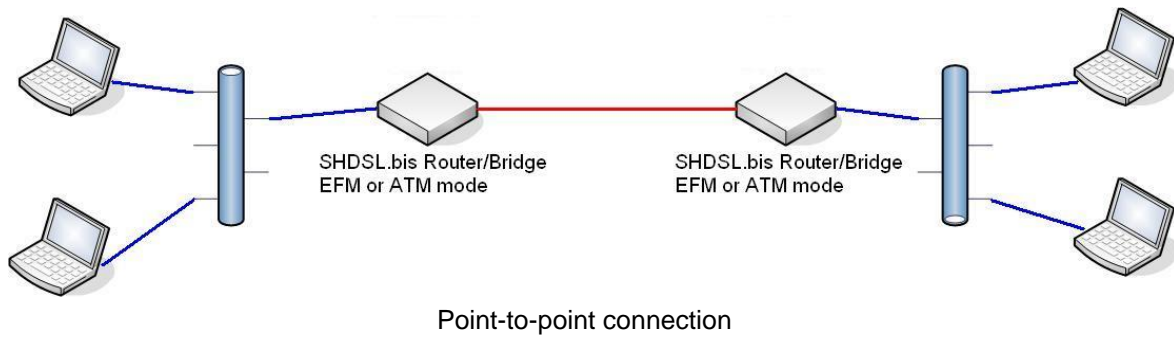 SHDSL.bis Router/Bridge
EFM or ATM mode
SHDSL.bis Router/Bridge
EFM or ATM mode
Point-to-point connection